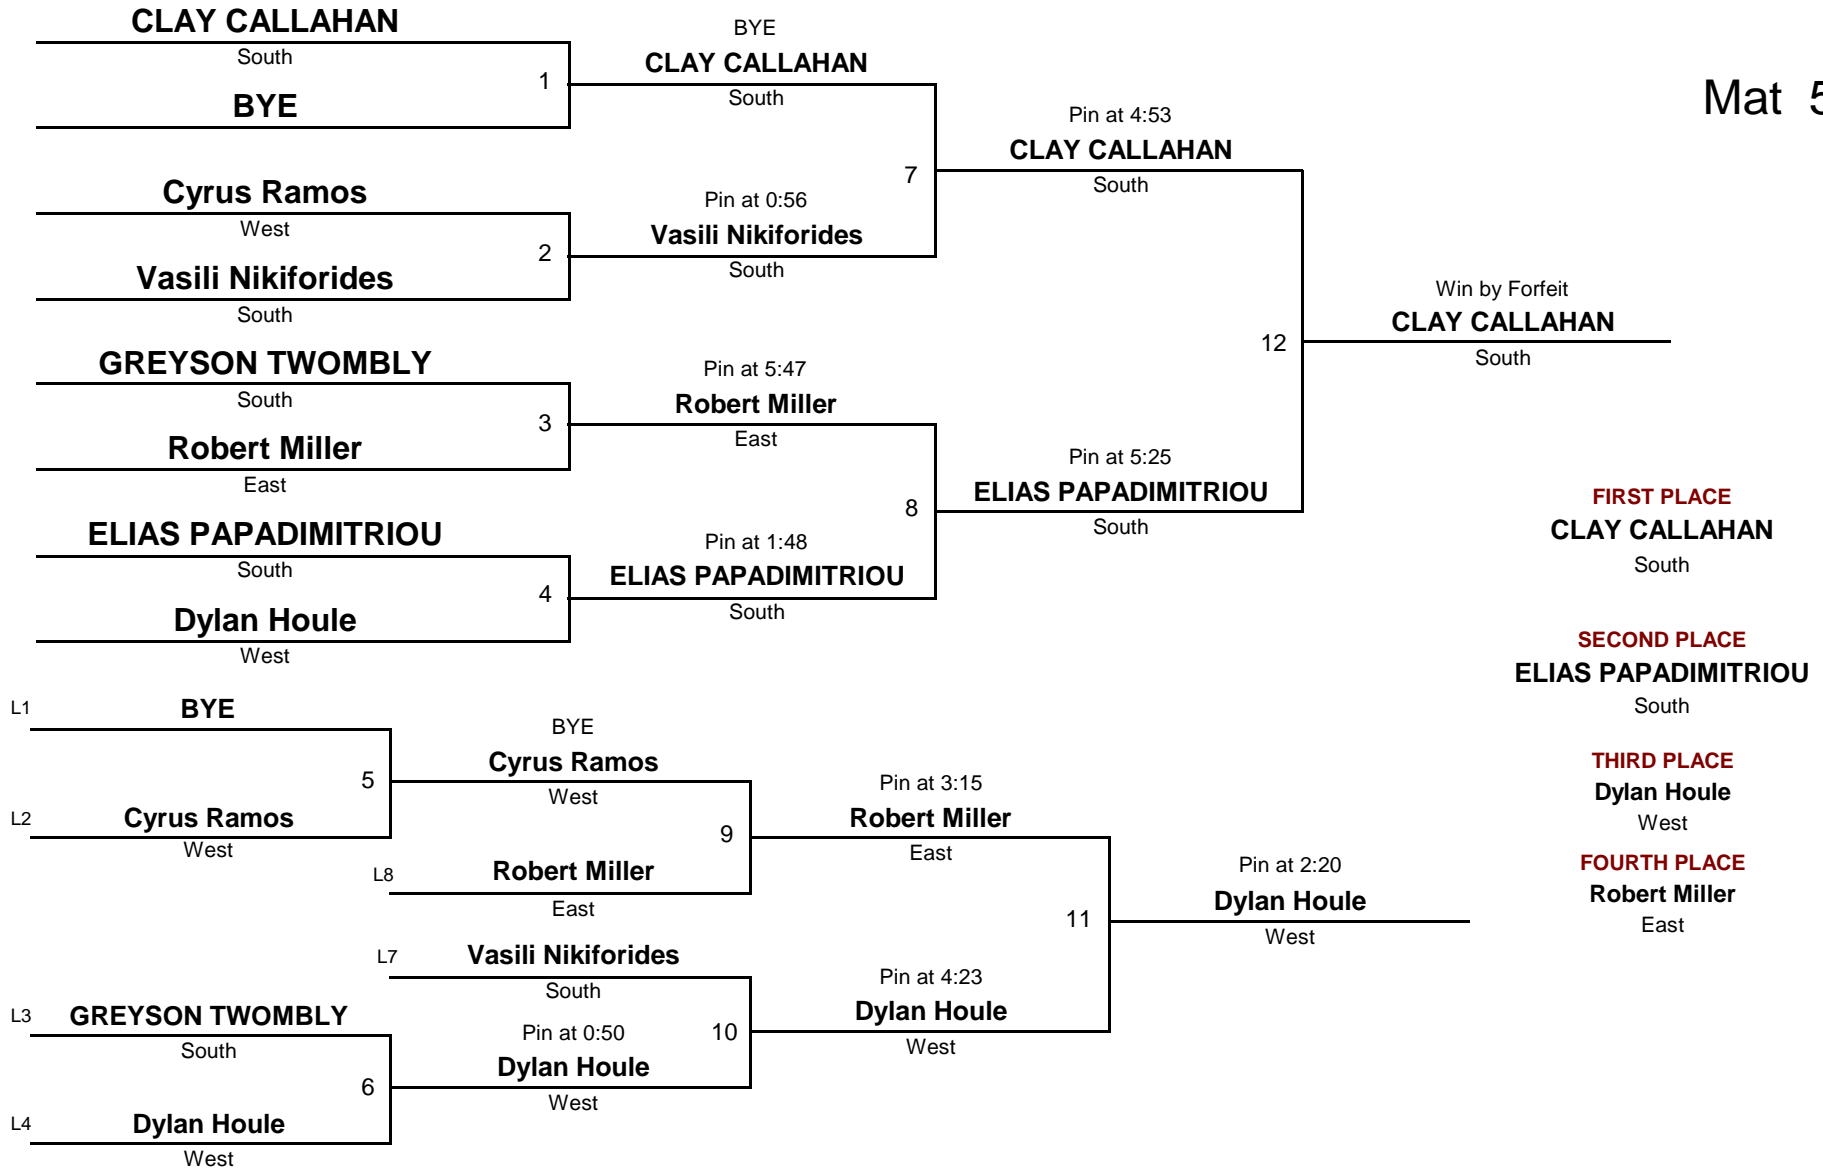 CLAY CALLAHAN
South
1
BYE
BYE
CLAY CALLAHAN
South
Mat 5
Cyrus Ramos
West
2
Vasili Nikiforides
South
Pin at 0:56
Vasili Nikiforides
South
7
Pin at 4:53
CLAY CALLAHAN
South
GREYSON TWOMBLY
South
3
Robert Miller
East
Pin at 5:47
Robert Miller
East
ELIAS PAPADIMITRIOU
South
4
Dylan Houle
West
Pin at 1:48
ELIAS PAPADIMITRIOU
South
8
Pin at 5:25
ELIAS PAPADIMITRIOU
South
12
Win by Forfeit
CLAY CALLAHAN
South
FIRST PLACE
CLAY CALLAHAN
South
SECOND PLACE
ELIAS PAPADIMITRIOU
South
THIRD PLACE
Dylan Houle
West
FOURTH PLACE
Robert Miller
East
L1
BYE
5
L2
Cyrus Ramos
West
BYE
Cyrus Ramos
West
9
L8
Robert Miller
East
Pin at 3:15
Robert Miller
East
L7
Vasili Nikiforides
South
10
L3
GREYSON TWOMBLY
South
6
L4
Dylan Houle
West
Pin at 0:50
Dylan Houle
West
Pin at 4:23
Dylan Houle
West
11
Pin at 2:20
Dylan Houle
West